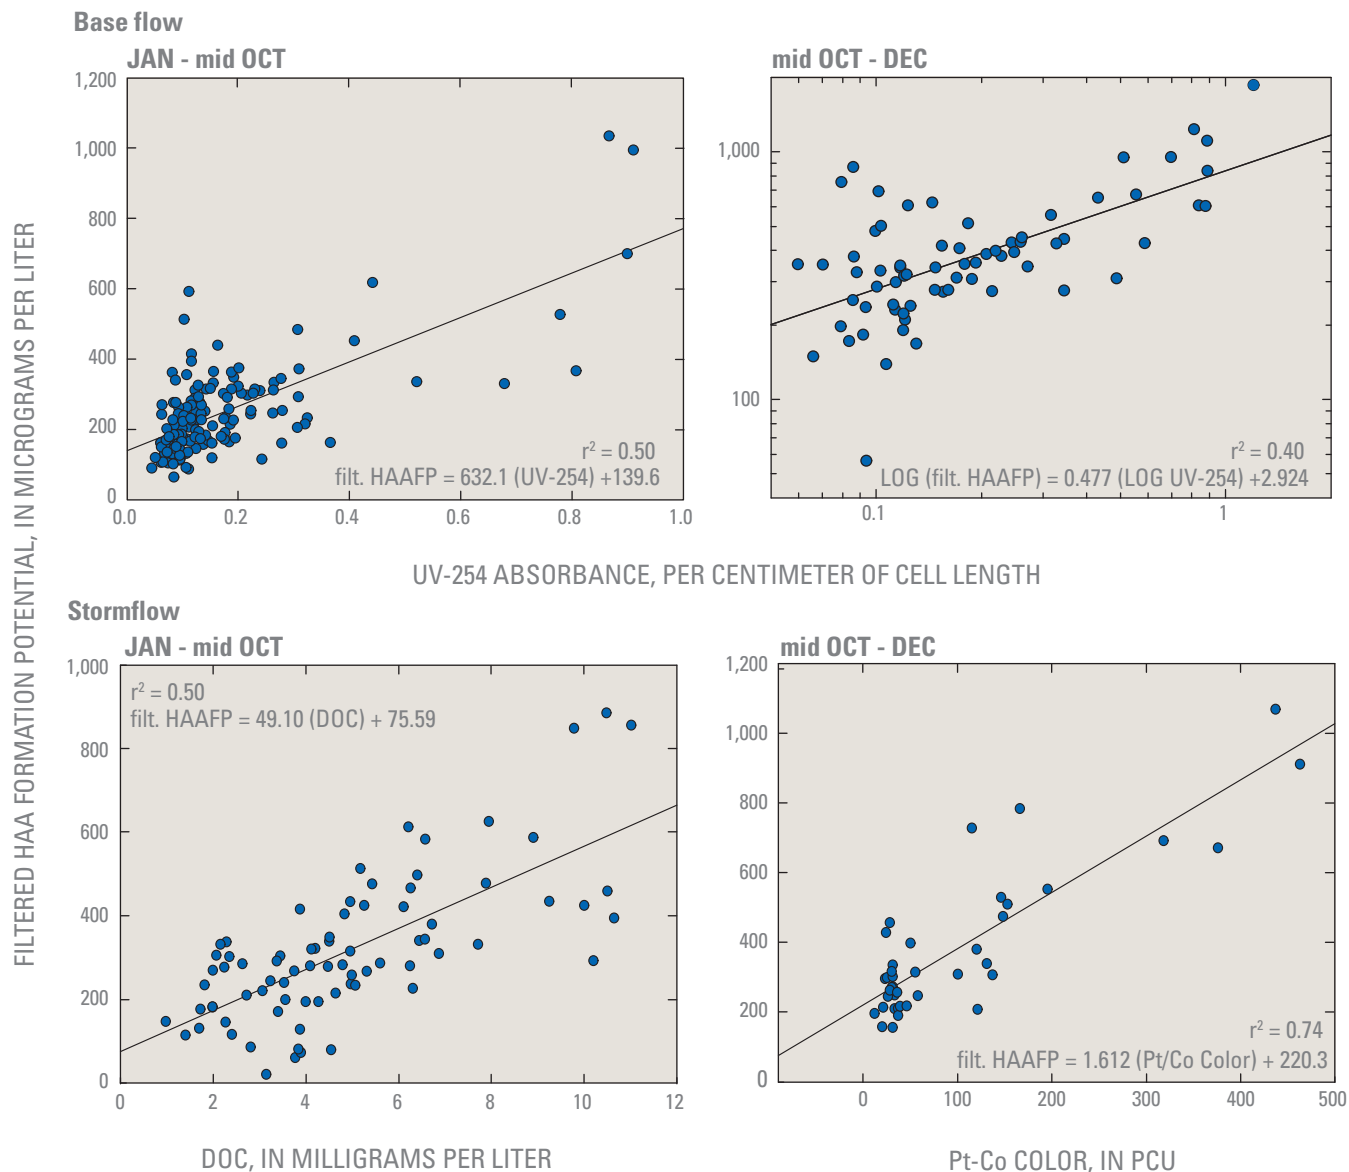 Base flow
JAN - mid OCT
1,200
1,000
800
600
400
200
0
0.0
0.2
0.4
0.6
0.8
1.0
r² = 0.50
filt. HAAFP = 632.1 (UV-254) +139.6
mid OCT - DEC
1,000
100
0.1
1
r² = 0.40
LOG (filt. HAAFP) = 0.477 (LOG UV-254) +2.924
UV-254 ABSORBANCE, PER CENTIMETER OF CELL LENGTH
FILTERED HAA FORMATION POTENTIAL, IN MICROGRAMS PER LITER
Stormflow
JAN - mid OCT
1,000
800
600
400
200
0
0
2
4
6
8
10
12
r² = 0.50
filt. HAAFP = 49.10 (DOC) + 75.59
DOC, IN MILLIGRAMS PER LITER
mid OCT - DEC
1,200
1,000
800
600
400
200
0
0
100
200
300
400
500
r² = 0.74
filt. HAAFP = 1.612 (Pt/Co Color) + 220.3
Pt-Co COLOR, IN PCU